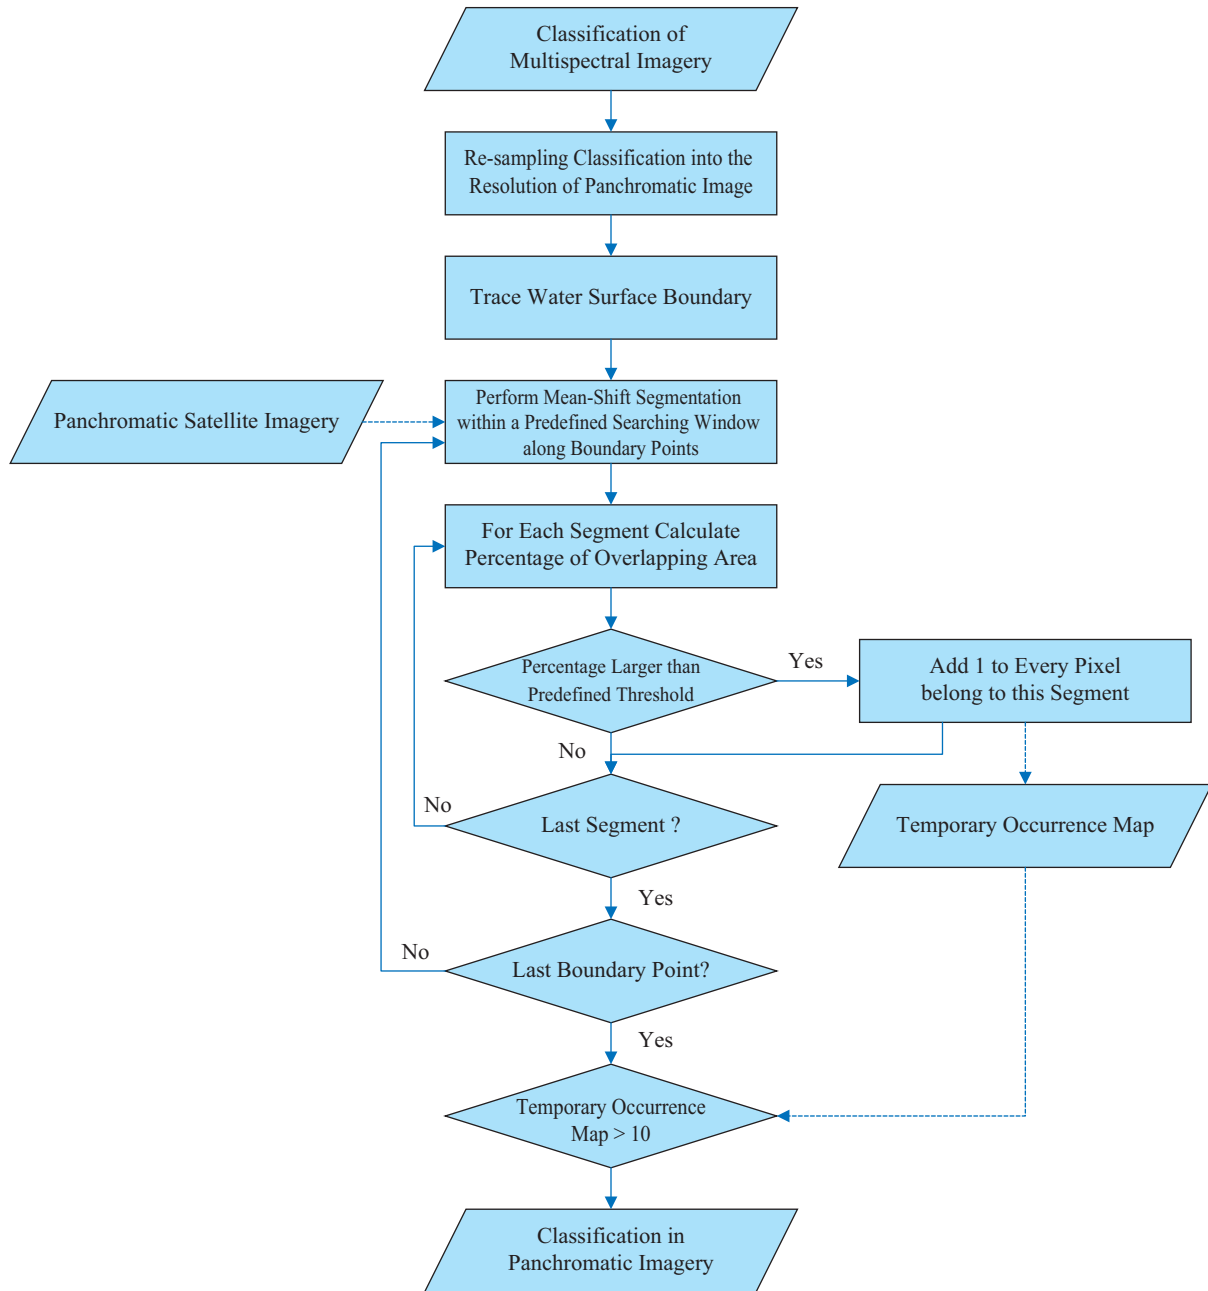 Classification of
Multispectral Imagery
Re-sampling Classification into the
Resolution of Panchromatic Image
Trace Water Surface Boundary
Panchromatic Satellite Imagery
Perform Mean-Shift Segmentation
within a Predefined Searching Window
along Boundary Points
For Each Segment Calculate
Percentage of Overlapping Area
Percentage Larger than
Predefined Threshold
Yes
Add 1 to Every Pixel
belong to this Segment
No
No
Last Segment ?
Temporary Occurrence Map
Yes
No
Last Boundary Point?
Yes
Temporary Occurrence
Map > 10
Classification in
Panchromatic Imagery